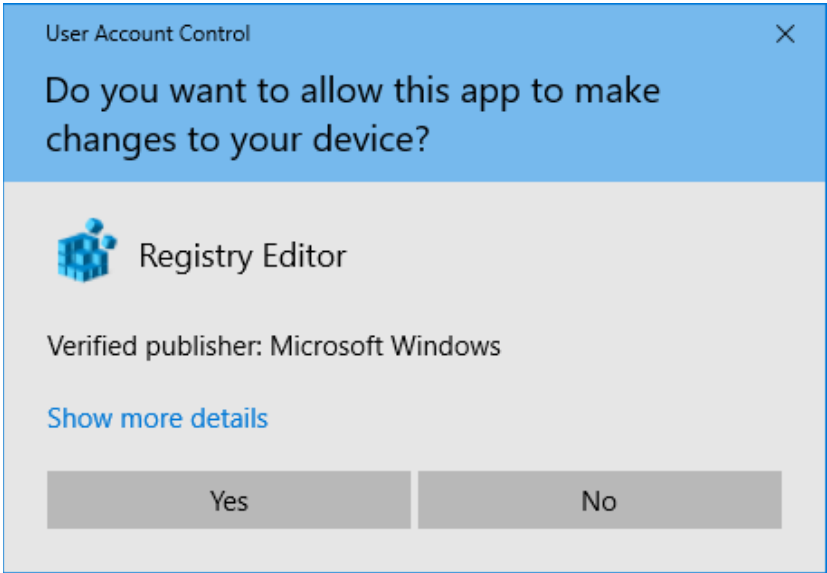 User Account Control
Do you want to allow this app to make
changes to your device?
Registry Editor
Verified publisher: Microsoft Windows
Show more details
Yes
No